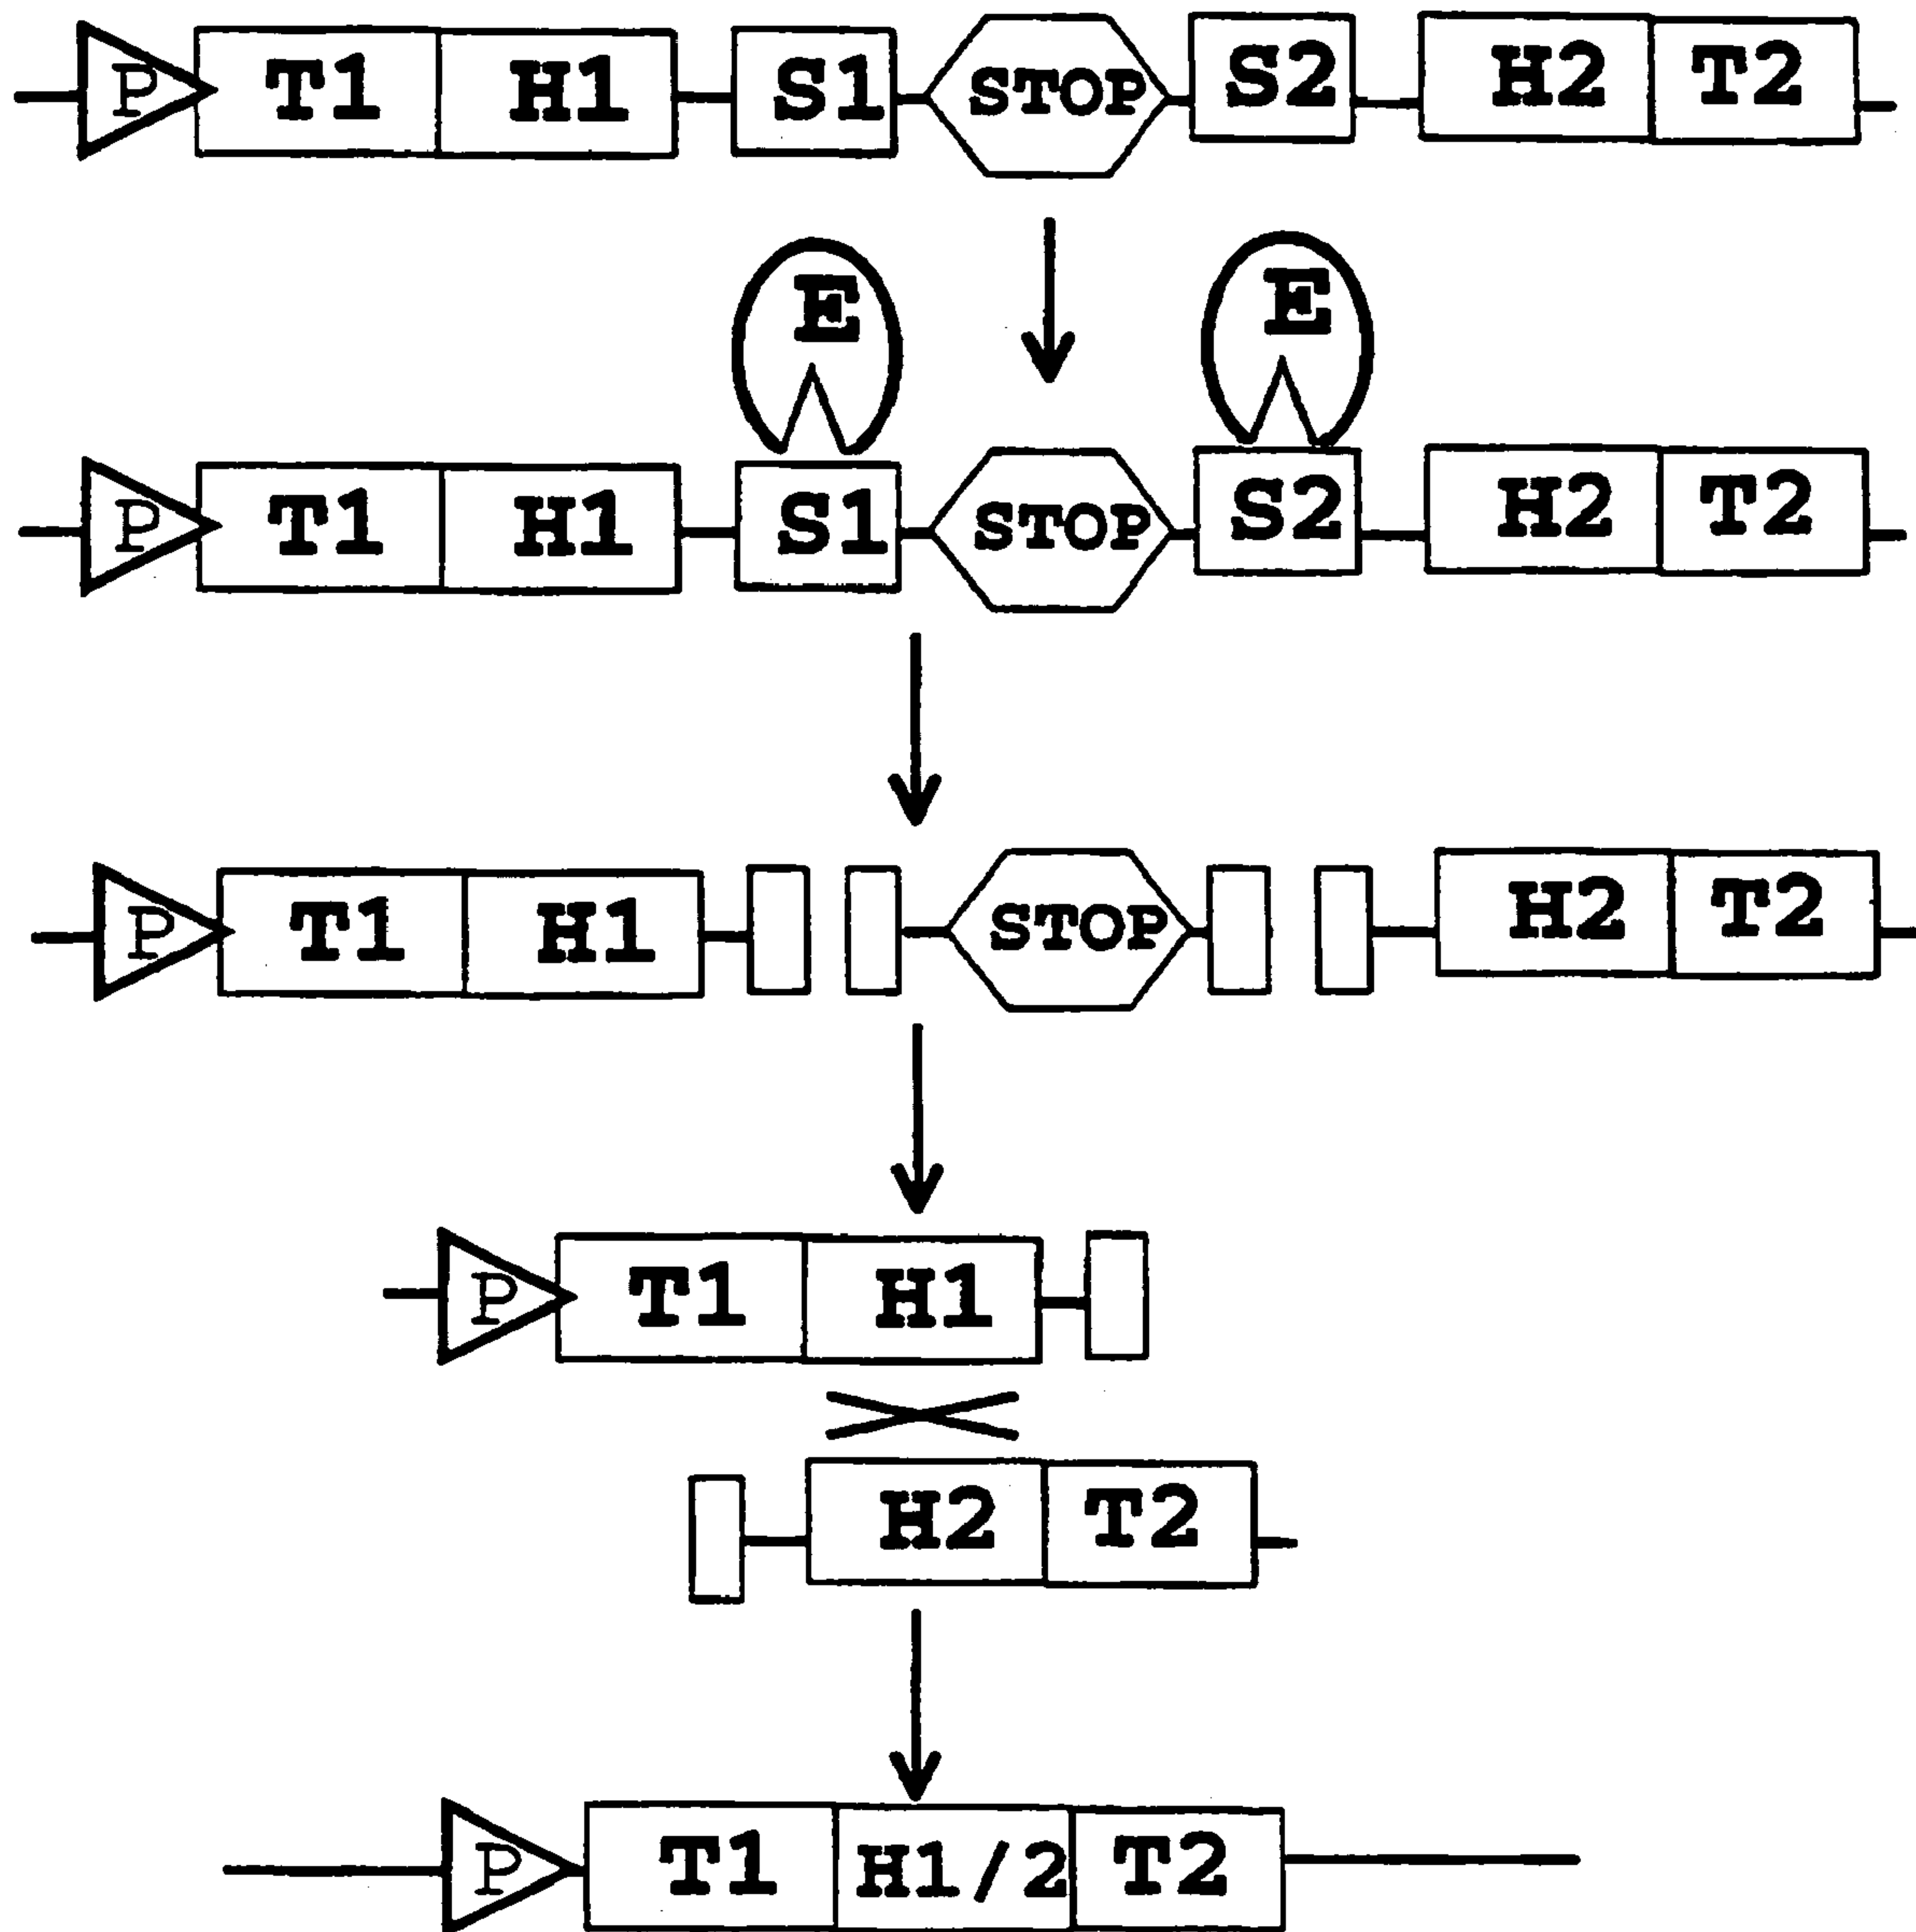 P T1 H1 S1 STOP S2 H2 T2
E E
P T1 H1 S1 STOP S2 H2 T2
P T1 H1 STOP H2 T2
P T1 H1
H2 T2
P T1 H1/2 T2